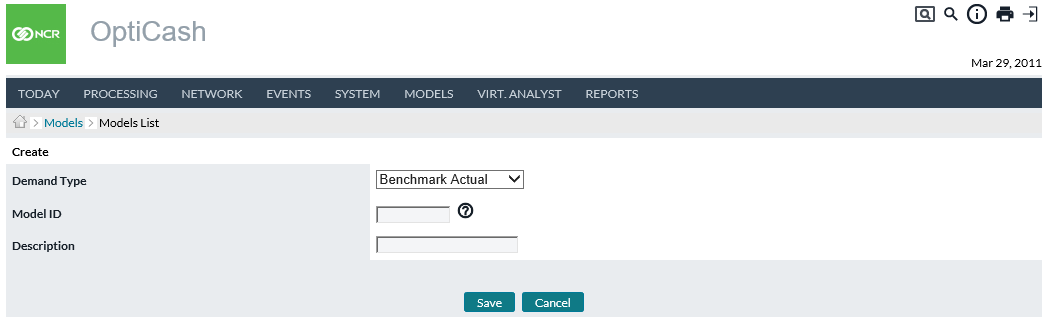 NCR
OptiCash
Mar 29, 2011
TODAY PROCESSING NETWORK EVENTS SYSTEM MODELS VIRT. ANALYST REPORTS
> Models > Models List
Create
Demand Type Benchmark Actual
Model ID
Description
Save Cancel